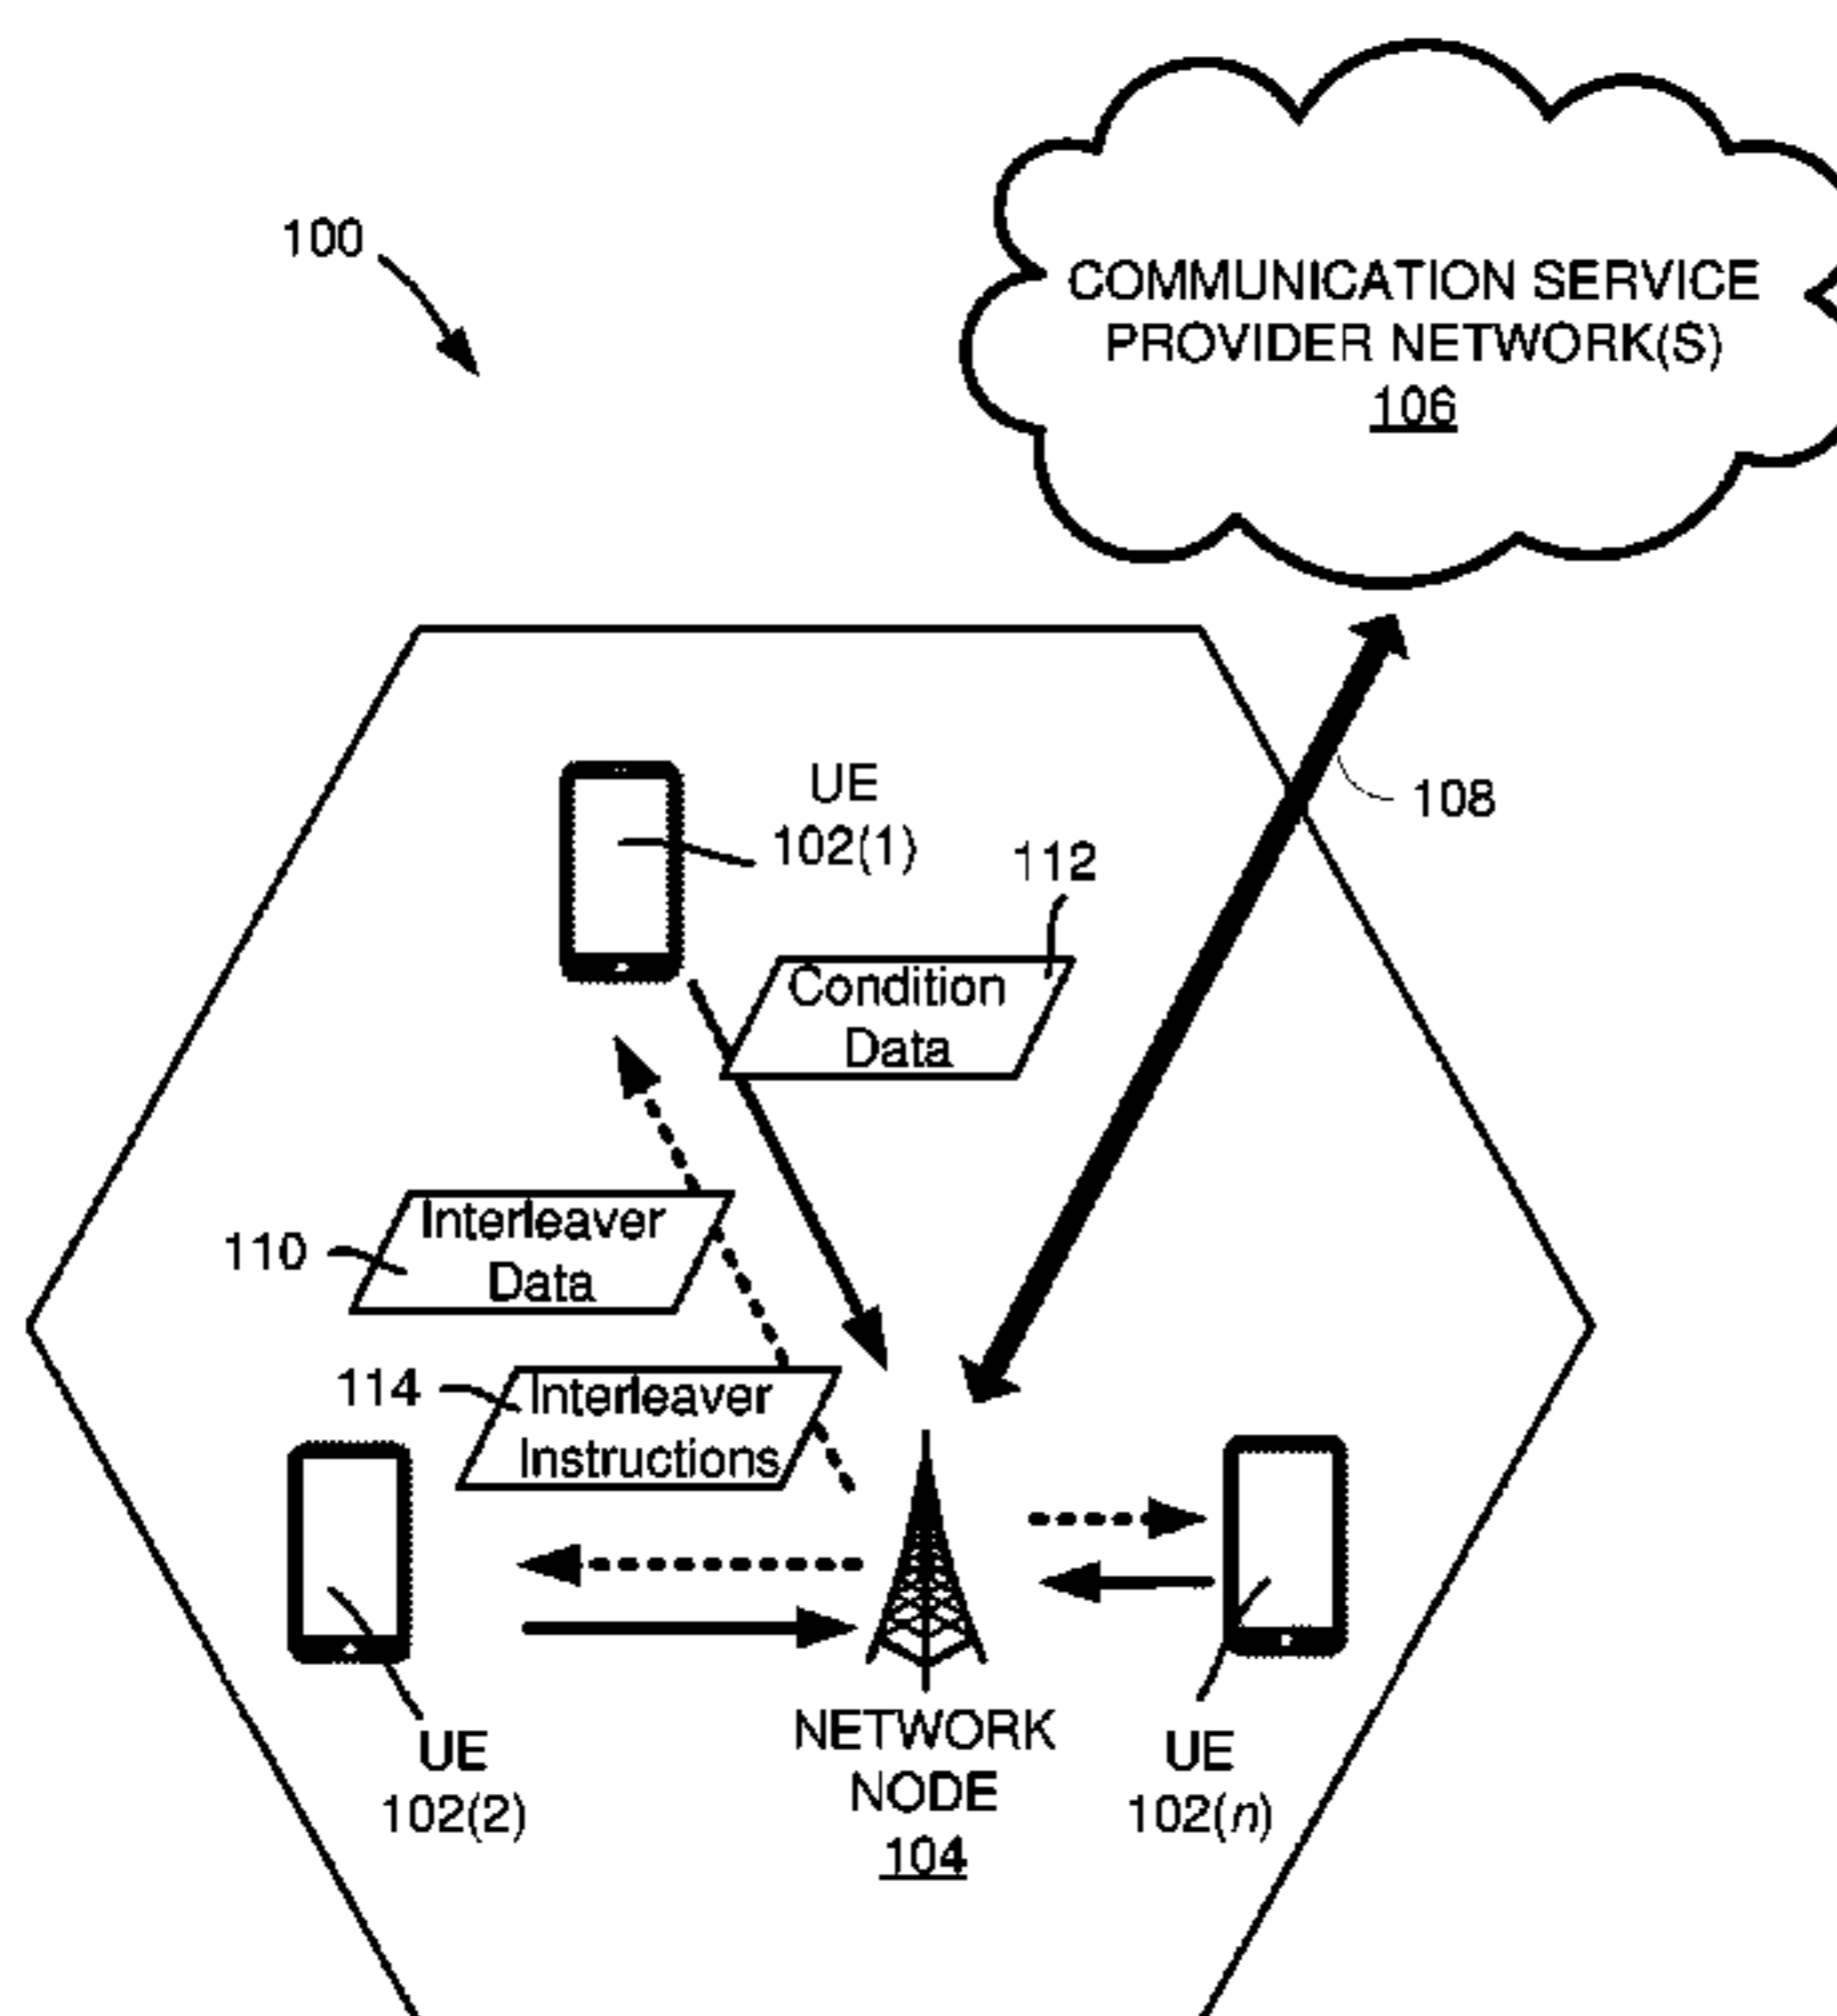 100
COMMUNICATION SERVICE
PROVIDER NETWORK(S)
106
108
UE
102(1)
112
Condition
Data
110
Interleaver
Data
114
Interleaver
Instructions
UE
102(2)
NETWORK
NODE
104
UE
102(n)